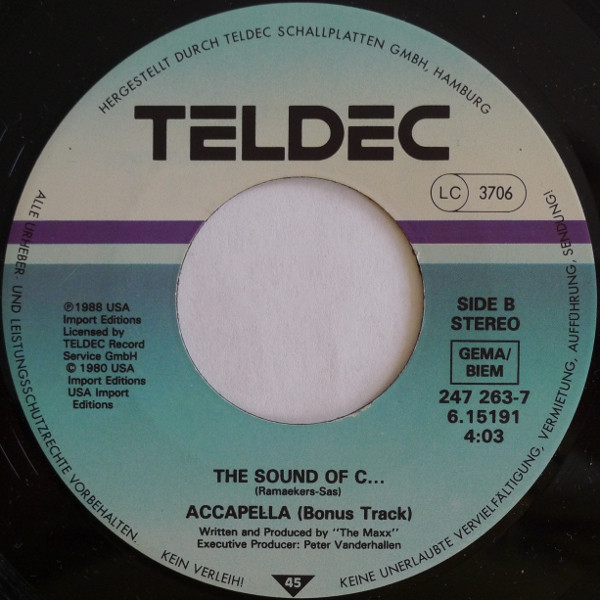 HERGESTELLT DURCH TELDEC SCHALLPLATTEN GMBH, HAMBURG
TELDEC
LC 3706
ALLE URHEBER- UND LEISTUNGSSCHUTZRECHTE VORBEHALTEN.
KEIN VERLEIH!
KEINE UNERLAUBTE VERVIELFÄLTIGUNG, VERMIETUNG, AUFFÜHRUNG, SENDUNG!
℗1988 USA
Import Editions
Licensed by
TELDEC Record
Service GmbH
© 1980 USA
Import Editions
USA Import
Editions
SIDE B
STEREO
GEMA/
BIEM
247 263-7
6.15191
4:03
THE SOUND OF C...
(Ramaekers-Sas)
ACCAPELLA (Bonus Track)
Written and Produced by "The Maxx"
Executive Producer: Peter Vanderhallen
45